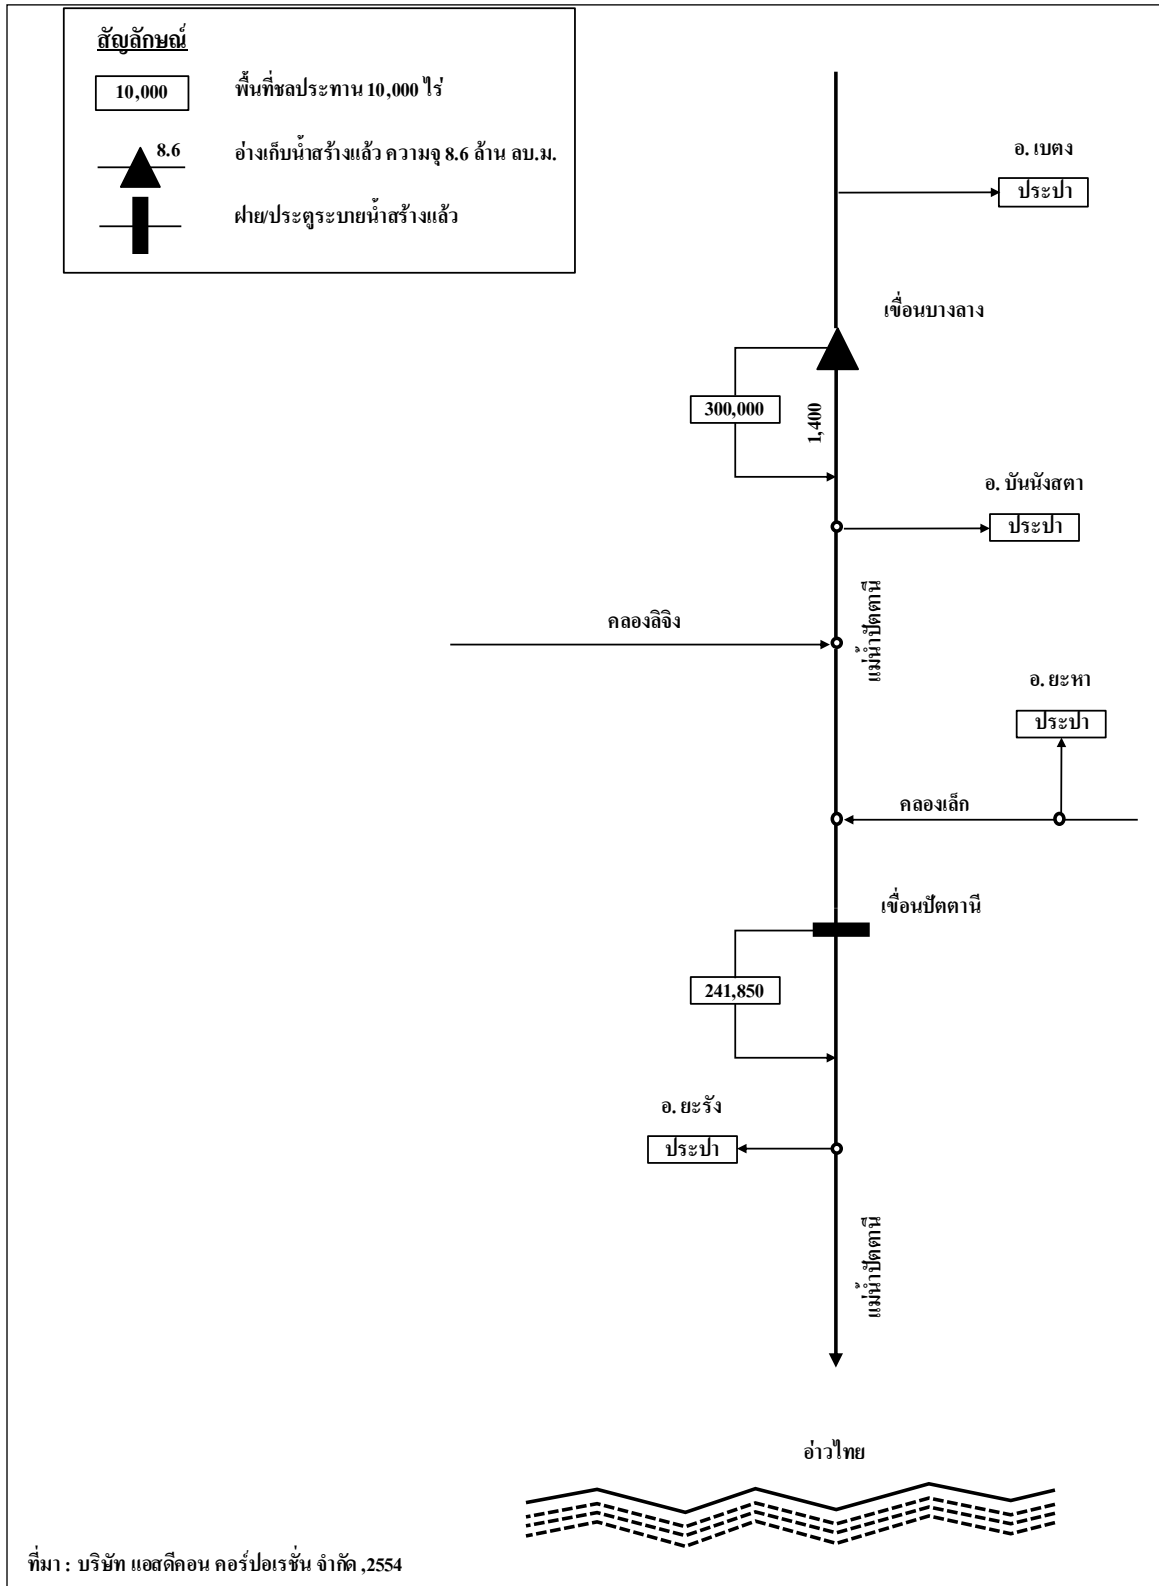 สัญลักษณ์
10,000
พื้นที่ชลประทาน 10,000 ไร่
8.6
อ่างเก็บน้ำสร้างแล้ว ความจุ 8.6 ล้าน ลบ.ม.
ฝาย/ประตูระบายน้ำสร้างแล้ว
อ. เบตง
ประปา
เขื่อนบางลาง
300,000
1,400
อ. บันนังสตา
ประปา
แม่น้ำปัตตานี
คลองลิจิง
อ. ยะหา
ประปา
คลองเล็ก
เขื่อนปัตตานี
241,850
อ. ยะรัง
ประปา
แม่น้ำปัตตานี
อ่าวไทย
ที่มา : บริษัท แอสดีคอน คอร์ปอเรชั่น จำกัด ,2554